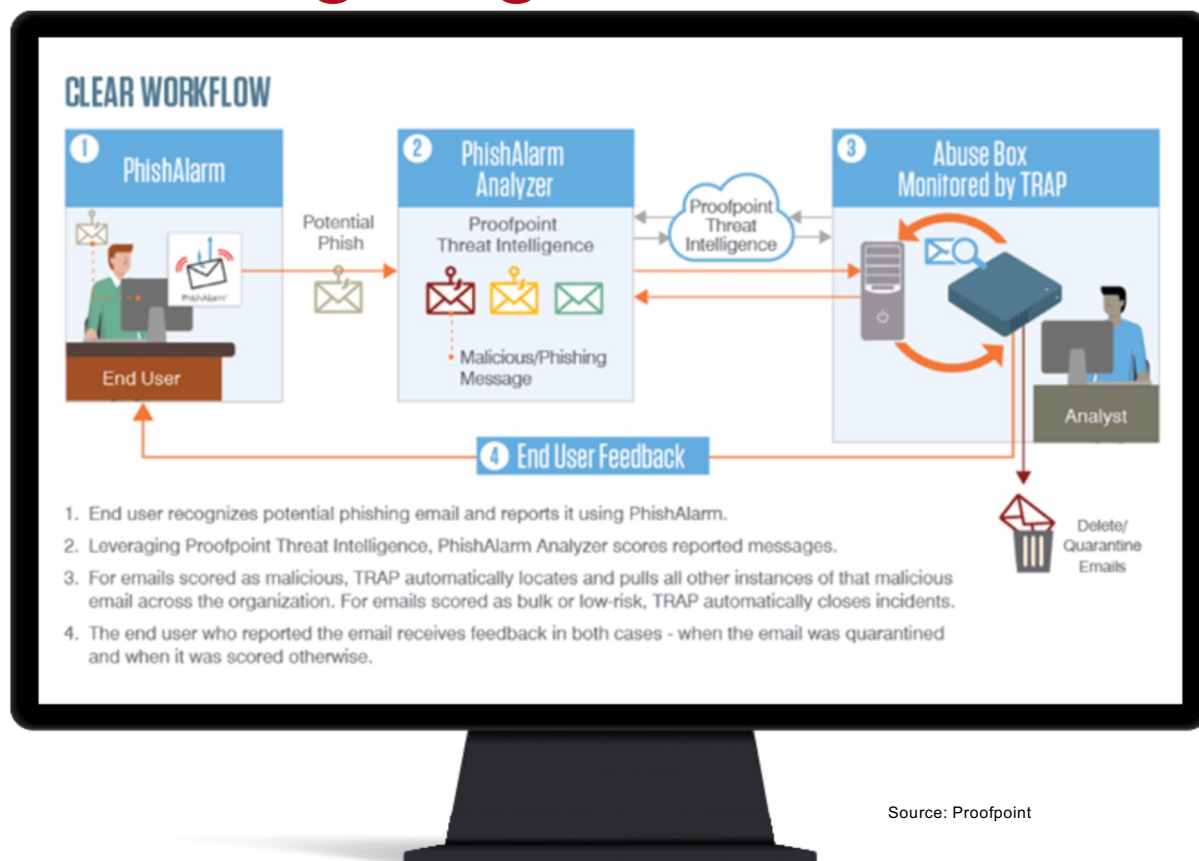 CLEAR WORKFLOW
1
PhishAlarm
2
PhishAlarm
Analyzer
3
Abuse Box
Monitored by TRAP
Potential
Phish
Proofpoint
Threat Intelligence
Proofpoint
Threat
Intelligence
PhishAlarm
Malicious/Phishing
Message
End User
Analyst
4 End User Feedback
Delete/
Quarantine
Emails
1. End user recognizes potential phishing email and reports it using PhishAlarm.
2. Leveraging Proofpoint Threat Intelligence, PhishAlarm Analyzer scores reported messages.
3. For emails scored as malicious, TRAP automatically locates and pulls all other instances of that malicious
email across the organization. For emails scored as bulk or low-risk, TRAP automatically closes incidents.
4. The end user who reported the email receives feedback in both cases - when the email was quarantined
and when it was scored otherwise.
Source: Proofpoint